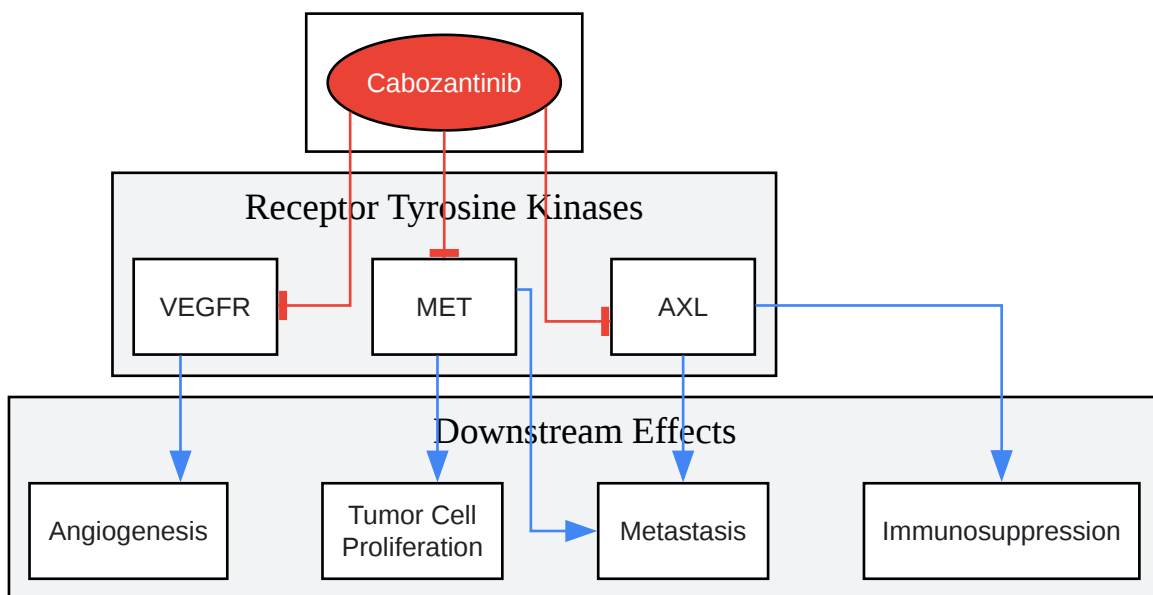 Cabozantinib
Receptor Tyrosine Kinases
VEGFR
MET
AXL
Downstream Effects
Angiogenesis
Tumor Cell
Proliferation
Metastasis
Immunosuppression